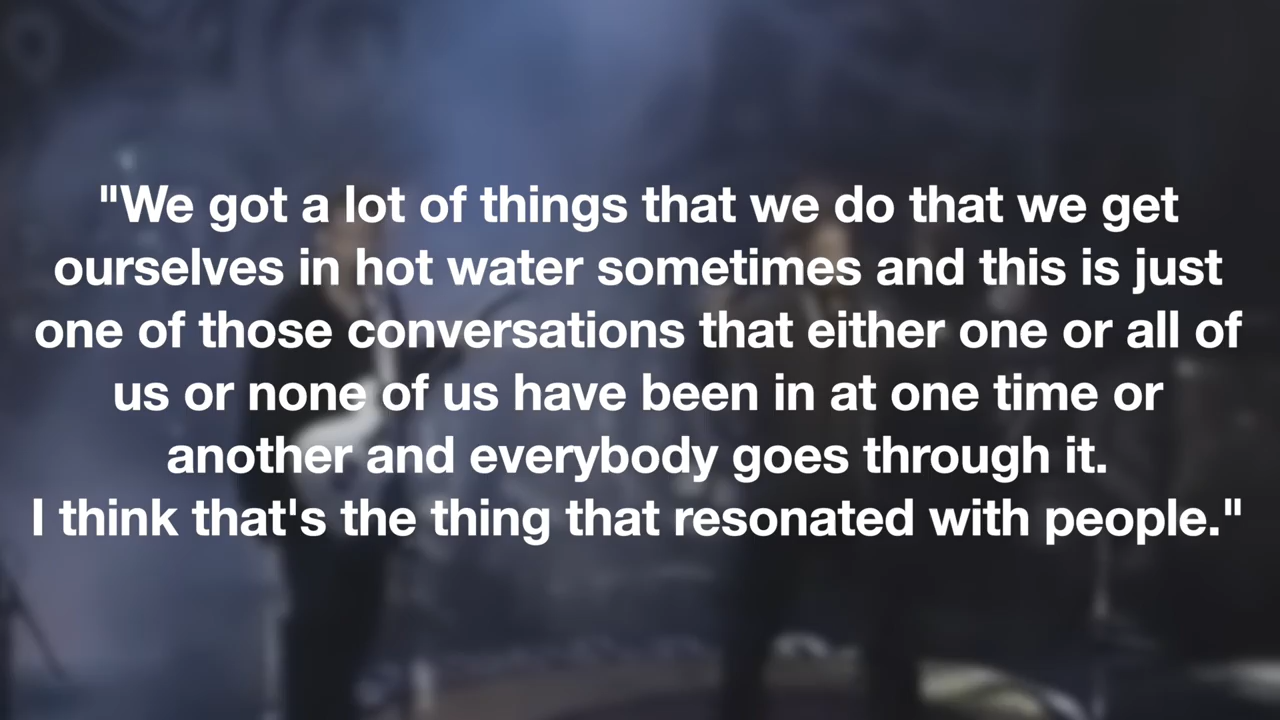 "We got a lot of things that we do that we get
ourselves in hot water sometimes and this is just
one of those conversations that either one or all of
us or none of us have been in at one time or
another and everybody goes through it.
I think that's the thing that resonated with people."